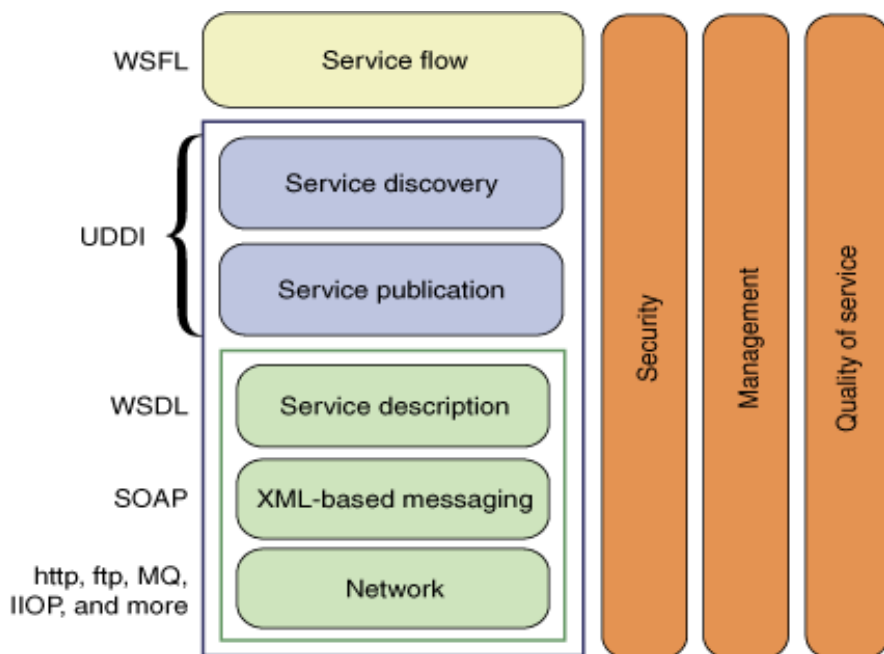 WSFL
Service flow
UDDI
Service discovery
Service publication
WSDL
Service description
SOAP
XML-based messaging
http, ftp, MQ,
IIOP, and more
Network
Security
Management
Quality of service